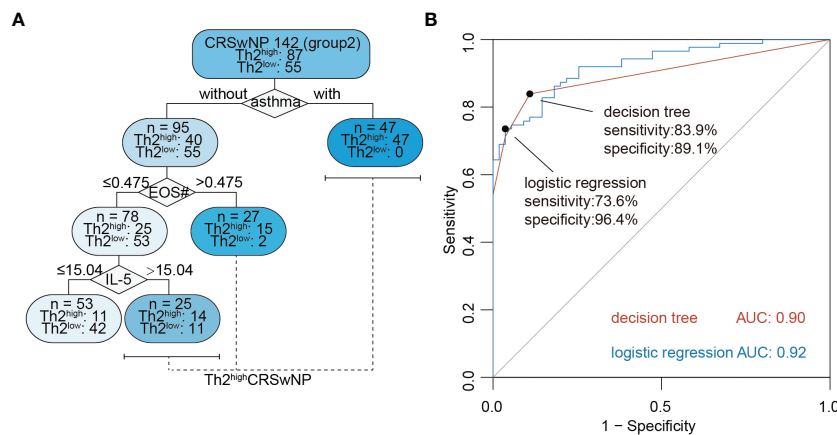 A
CRSwNP 142 (group2)
Th2high: 87
Th2low: 55
without asthma with
n = 95
Th2high: 40
Th2low: 55
n = 47
Th2high: 47
Th2low: 0
≤0.475 EOS# >0.475
n = 78
Th2high: 25
Th2low: 53
n = 27
Th2high: 15
Th2low: 2
≤15.04 IL-5 >15.04
n = 53
Th2high: 11
Th2low: 42
n = 25
Th2high: 14
Th2low: 11
Th2highCRSwNP
B
Sensitivity
1.0
0.8
0.6
0.4
0.2
0.0
decision tree
sensitivity:83.9%
specificity:89.1%
logistic regression
sensitivity:73.6%
specificity:96.4%
decision tree AUC: 0.90
logistic regression AUC: 0.92
0.0 0.5 1.0
1 − Specificity